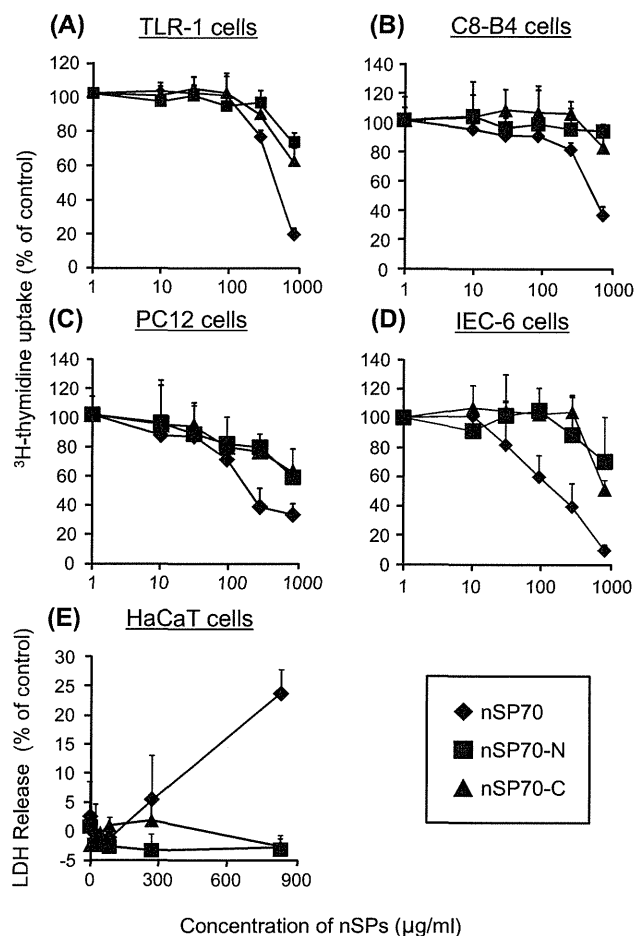 (A) TLR-1 cells
(B) C8-B4 cells
120
100
80
60
40
20
0
1 10 100 1000
140
120
100
80
60
40
20
0
1 10 100 1000
³H-thymidine uptake (% of control)
(C) PC12 cells
(D) IEC-6 cells
140
120
100
80
60
40
20
0
1 10 100 1000
140
120
100
80
60
40
20
0
1 10 100 1000
(E) HaCaT cells
LDH Release (% of control)
30
25
20
15
10
5
0
-5
0 300 600 900
nSP70
nSP70-N
nSP70-C
Concentration of nSPs (µg/ml)